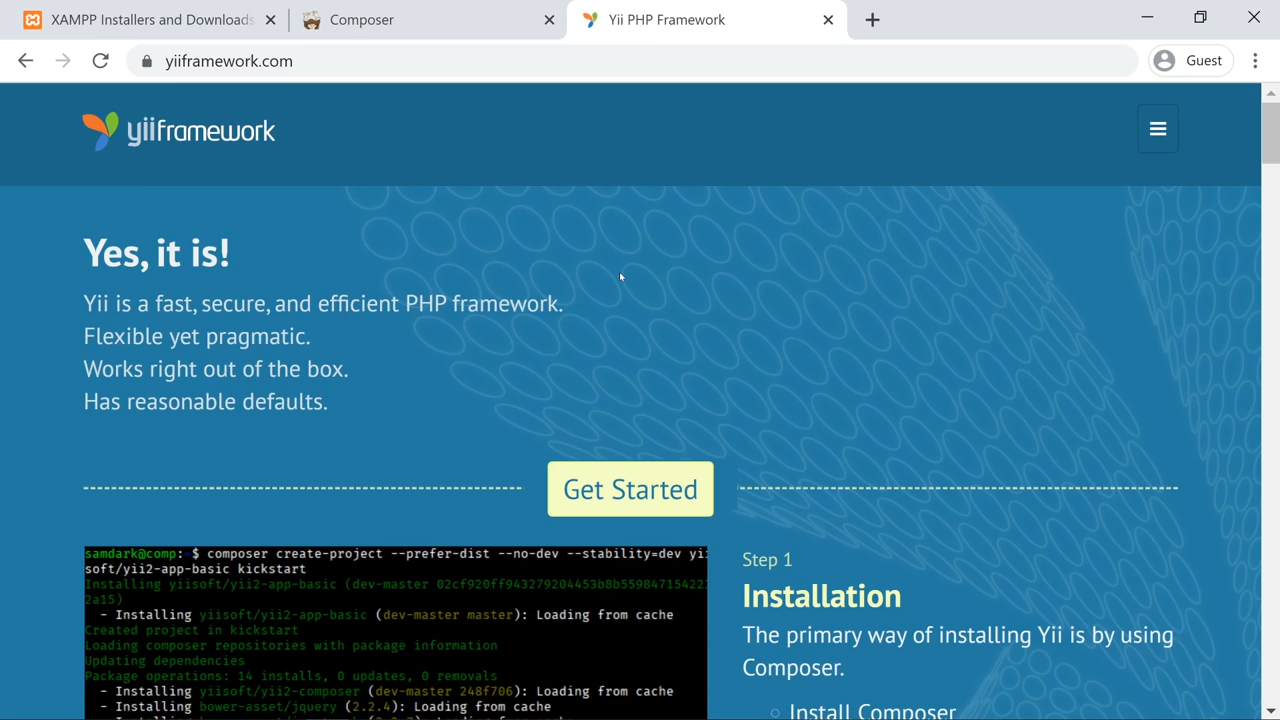 XAMPP Installers and Downloads
Composer
Yii PHP Framework
yiiframework.com
Guest
yiiframework
Yes, it is!
Yii is a fast, secure, and efficient PHP framework.
Flexible yet pragmatic.
Works right out of the box.
Has reasonable defaults.
Get Started
samdark@comp:~$ composer create-project --prefer-dist --no-dev --stability=dev yii
soft/yii2-app-basic kickstart
Installing yiisoft/yii2-app-basic (dev-master 02cf920ff943279204453b8b55984715422
2a15)
- Installing yiisoft/yii2-app-basic (dev-master master): Loading from cache
Created project in kickstart
Loading composer repositories with package information
Updating dependencies
Package operations: 14 installs, 0 updates, 0 removals
- Installing yiisoft/yii2-composer (dev-master 248f706): Loading from cache
- Installing bower-asset/jquery (2.2.4): Loading from cache
Step 1
Installation
The primary way of installing Yii is by using
Composer.
Install Composer